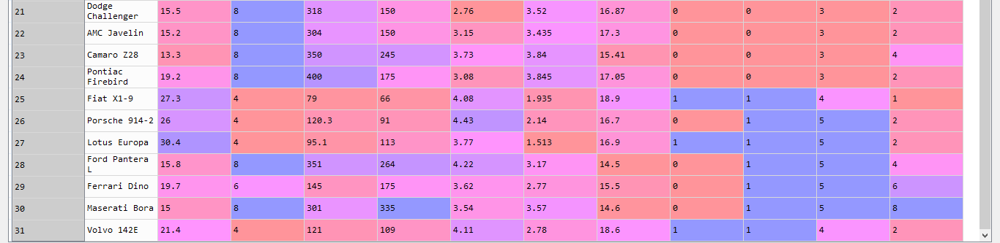 21 Dodge Challenger 15.5 8 318 150 2.76 3.52 16.87 0 0 3 2
22 AMC Javelin 15.2 8 304 150 3.15 3.435 17.3 0 0 3 2
23 Camaro Z28 13.3 8 350 245 3.73 3.84 15.41 0 0 3 4
24 Pontiac Firebird 19.2 8 400 175 3.08 3.845 17.05 0 0 3 2
25 Fiat X1-9 27.3 4 79 66 4.08 1.935 18.9 1 1 4 1
26 Porsche 914-2 26 4 120.3 91 4.43 2.14 16.7 0 1 5 2
27 Lotus Europa 30.4 4 95.1 113 3.77 1.513 16.9 1 1 5 2
28 Ford Pantera L 15.8 8 351 264 4.22 3.17 14.5 0 1 5 4
29 Ferrari Dino 19.7 6 145 175 3.62 2.77 15.5 0 1 5 6
30 Maserati Bora 15 8 301 335 3.54 3.57 14.6 0 1 5 8
31 Volvo 142E 21.4 4 121 109 4.11 2.78 18.6 1 1 4 2